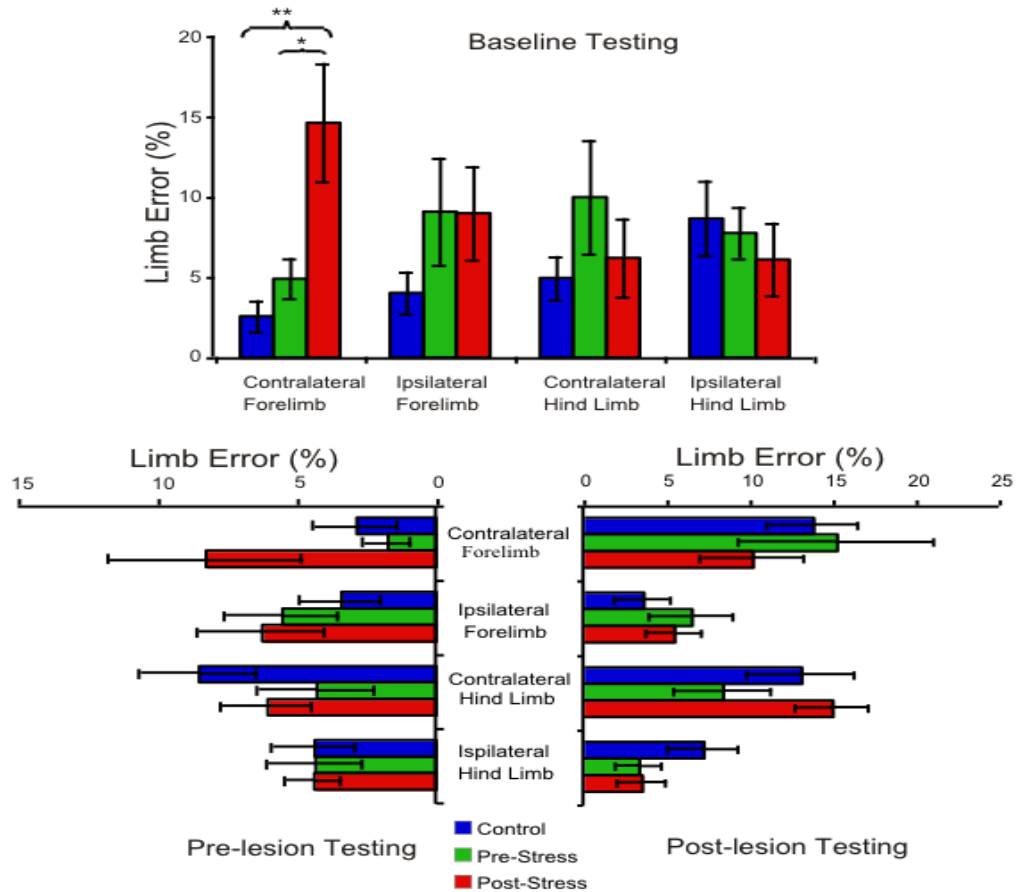 **
*
Baseline Testing
20
15
10
5
0
Limb Error (%)
Contralateral
Forelimb
Ipsilateral
Forelimb
Contralateral
Hind Limb
Ipsilateral
Hind Limb
Limb Error (%)
15
10
5
0
Limb Error (%)
0
5
10
15
20
25
Contralateral
Forelimb
Ipsilateral
Forelimb
Contralateral
Hind Limb
Ispilateral
Hind Limb
Pre-lesion Testing
Control
Pre-Stress
Post-Stress
Post-lesion Testing